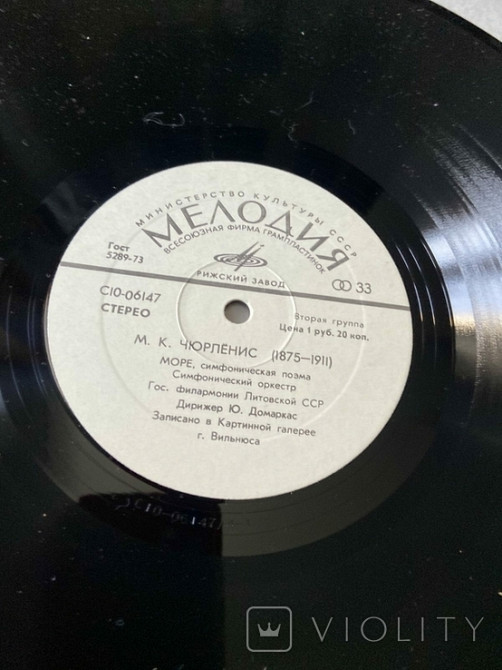 МИНИСТЕРСТВО КУЛЬТУРЫ СССР
МЕЛОДИЯ
ВСЕСОЮЗНАЯ ФИРМА ГРАМПЛАСТИНОК
Гост
5289-73
РИЖСКИЙ ЗАВОД
33
С10-06147
СТЕРЕО
Вторая группа
Цена 1 руб. 20 коп.
М. К. ЧЮРЛЕНИС (1875—1911)
МОРЕ, симфоническая поэма
Симфонический оркестр
Гос. филармонии Литовской ССР
Дирижер Ю. Домаркас
Записано в Картинной галерее
г. Вильнюса
С10-06147
VIOLITY